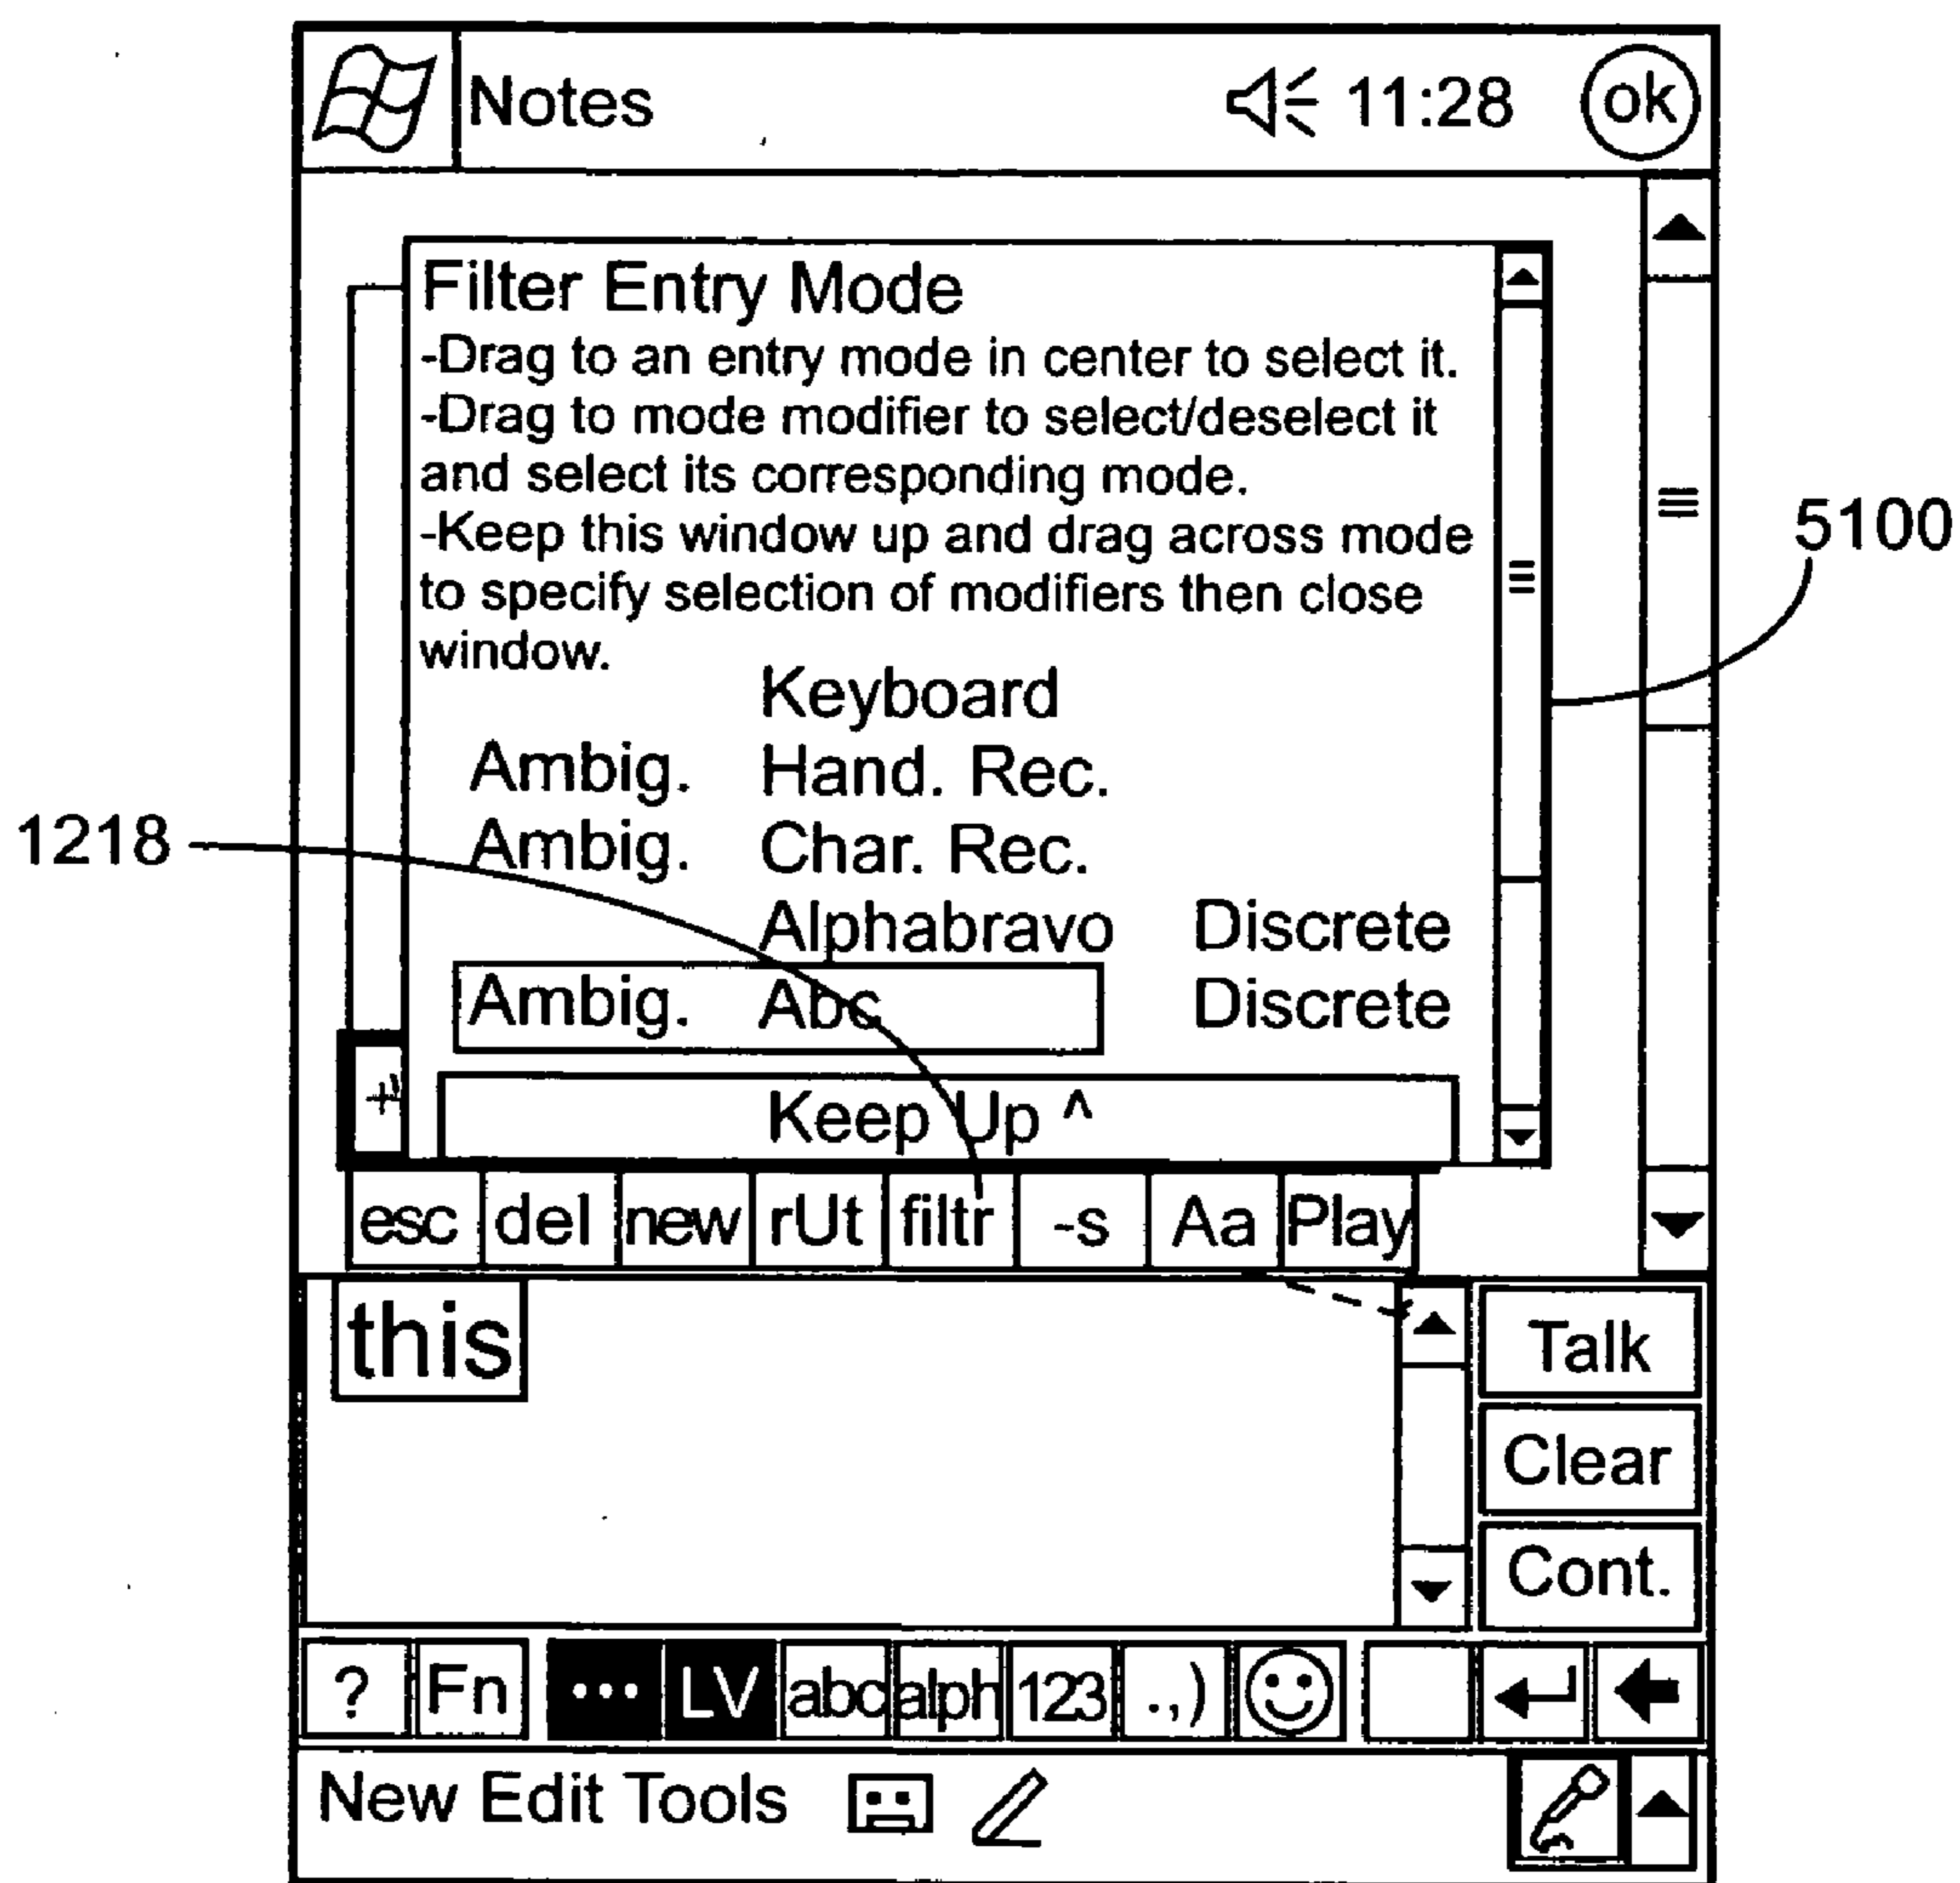 Notes 11:28 ok
Filter Entry Mode
-Drag to an entry mode in center to select it.
-Drag to mode modifier to select/deselect it
and select its corresponding mode.
-Keep this window up and drag across mode
to specify selection of modifiers then close
window.
5100
Keyboard
Ambig. Hand. Rec.
1218
Ambig. Char. Rec.
Alphabravo Discrete
Ambig. Abc Discrete
Keep Up ^
esc del new rUt filtr -s Aa Play
this
Talk
Clear
Cont.
? Fn ... LV abc alph 123 .,)
New Edit Tools